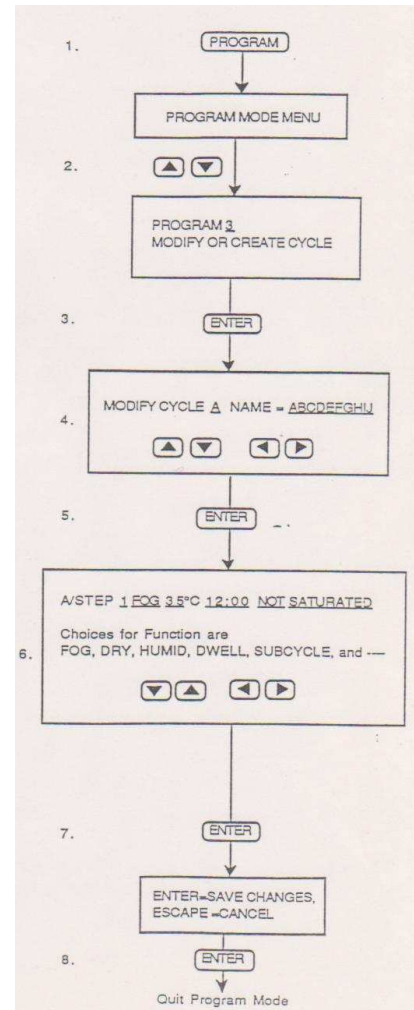 1. PROGRAM
PROGRAM MODE MENU
2.
PROGRAM 3
MODIFY OR CREATE CYCLE
3. ENTER
MODIFY CYCLE A NAME = ABCDEFGHIJ
4.
5. ENTER
A/STEP 1 FOG 35°C 12:00 NOT SATURATED
Choices for Function are
FOG, DRY, HUMID, DWELL, SUBCYCLE, and ---
6.
7. ENTER
ENTER=SAVE CHANGES,
ESCAPE =CANCEL
8. ENTER
Quit Program Mode